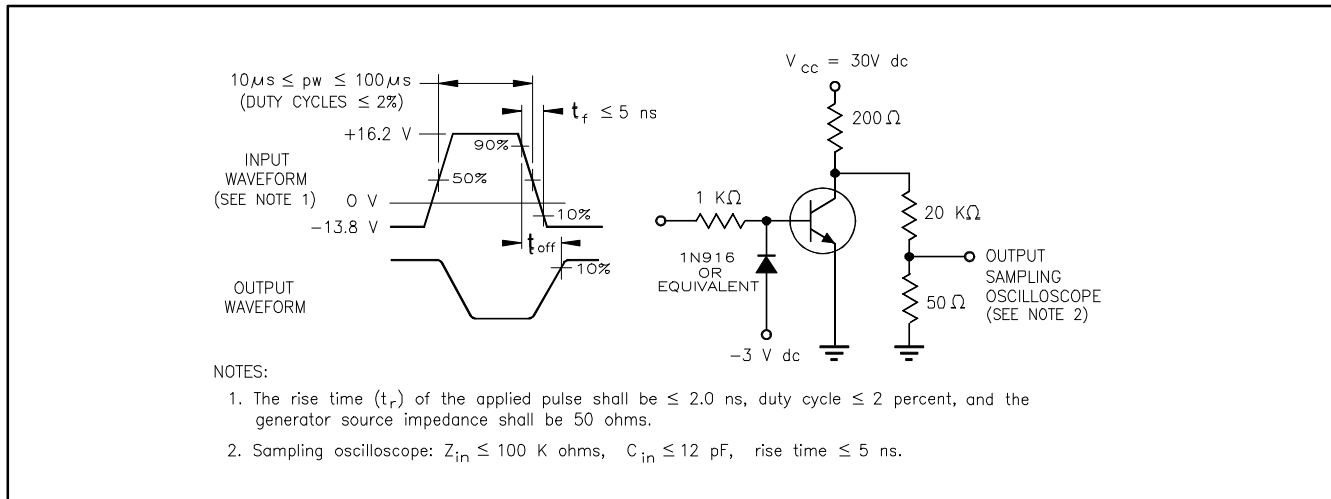 10μs ≤ pw ≤ 100μs
(DUTY CYCLES ≤ 2%)
t_f ≤ 5 ns
+16.2 V
90%
INPUT
WAVEFORM
(SEE NOTE 1)
50%
0 V
10%
−13.8 V
t_off
10%
OUTPUT
WAVEFORM
V_CC = 30V dc
200 Ω
1 KΩ
20 KΩ
1N916
OR
EQUIVALENT
OUTPUT
SAMPLING
OSCILLOSCOPE
(SEE NOTE 2)
50 Ω
−3 V dc
NOTES:
1. The rise time (t_r) of the applied pulse shall be ≤ 2.0 ns, duty cycle ≤ 2 percent, and the
generator source impedance shall be 50 ohms.
2. Sampling oscilloscope: Z_in ≤ 100 K ohms, C_in ≤ 12 pF, rise time ≤ 5 ns.